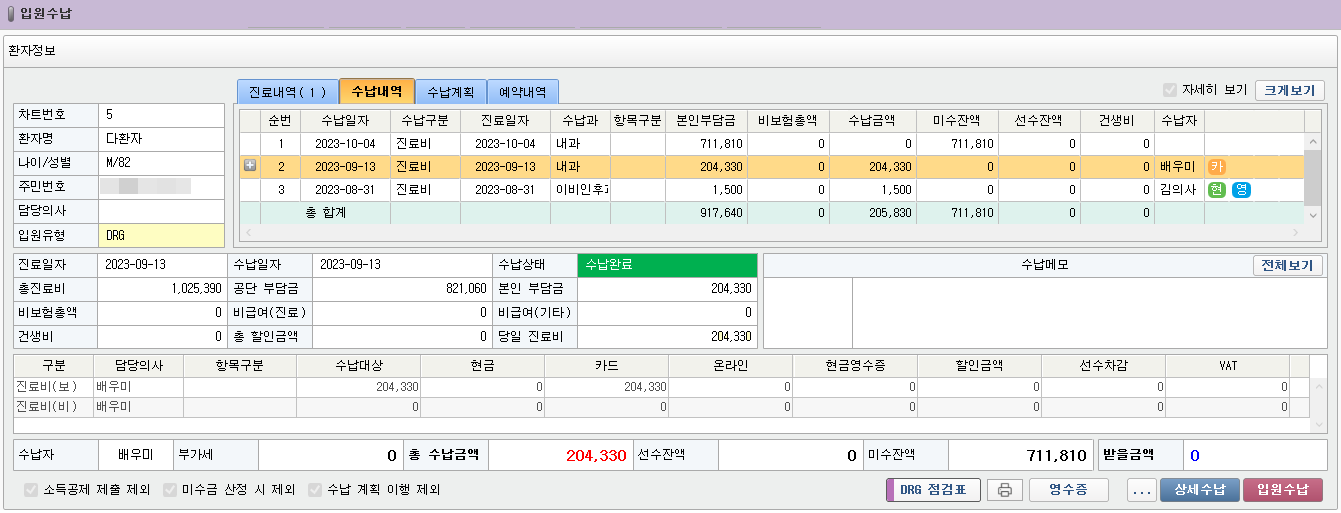 입원수납
환자정보
진료내역( 1 ) 수납내역 수납계획 예약내역 자세히 보기 크게보기
차트번호 5
환자명 다환자
나이/성별 M/82
주민번호
담당의사
입원유형 DRG
순번 수납일자 수납구분 진료일자 수납과 항목구분 본인부담금 비보험총액 수납금액 미수잔액 선수잔액 건생비 수납자
1 2023-10-04 진료비 2023-10-04 내과 711,810 0 0 711,810 0 0
2 2023-09-13 진료비 2023-09-13 내과 204,330 0 204,330 0 0 0 배우미 카
3 2023-08-31 진료비 2023-08-31 이비인후과 1,500 0 1,500 0 0 0 김의사 현 영
총 합계 917,640 0 205,830 711,810 0 0
진료일자 2023-09-13 수납일자 2023-09-13 수납상태 수납완료 수납메모 전체보기
총진료비 1,025,390 공단 부담금 821,060 본인 부담금 204,330
비보험총액 0 비급여(진료) 0 비급여(기타) 0
건생비 0 총 할인금액 0 당일 진료비 204,330
구분 담당의사 항목구분 수납대상 현금 카드 온라인 현금영수증 할인금액 선수차감 VAT
진료비(보) 배우미 204,330 0 204,330 0 0 0 0 0
진료비(비) 배우미 0 0 0 0 0 0 0 0
수납자 배우미 부가세 0 총 수납금액 204,330 선수잔액 0 미수잔액 711,810 받을금액 0
소득공제 제출 제외 미수금 산정 시 제외 수납 계획 이행 제외 DRG 점검표 영수증 ... 상세수납 입원수납